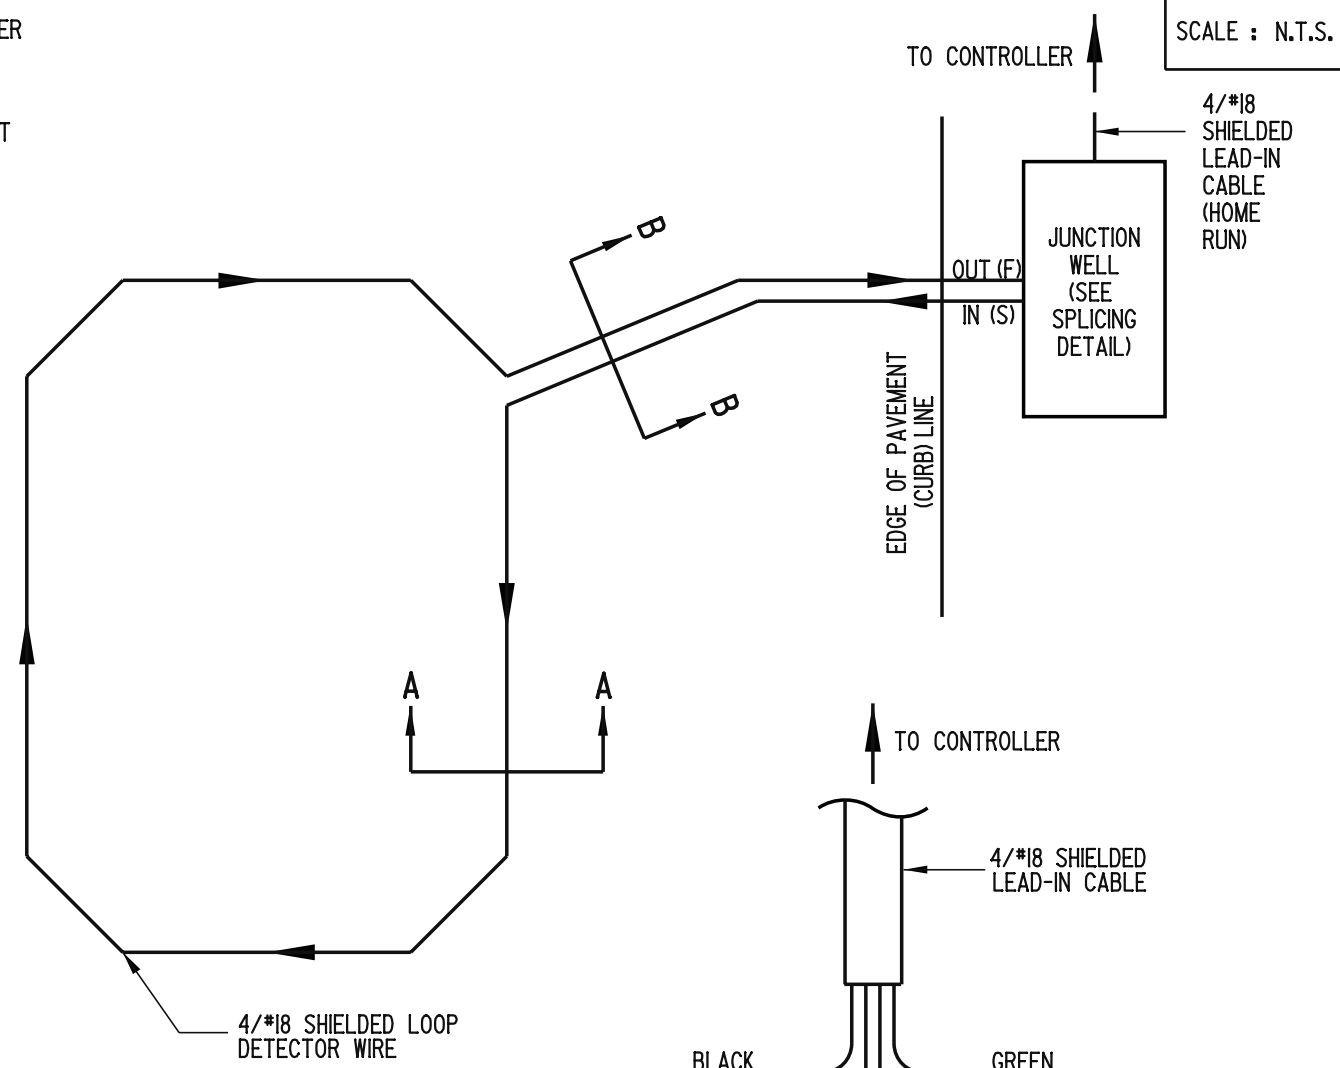 ER
T
SCALE : N.T.S.
TO CONTROLLER
4/#18
SHIELDED
LEAD-IN
CABLE
(HOME
RUN)
JUNCTION
WELL
(SEE
SPLICING
DETAIL)
OUT (F)
IN (S)
B
B
EDGE OF PAVEMENT
(CURB) LINE
A
A
TO CONTROLLER
4/#18 SHIELDED
LEAD-IN CABLE
4/#18 SHIELDED LOOP
DETECTOR WIRE
BLACK
GREEN